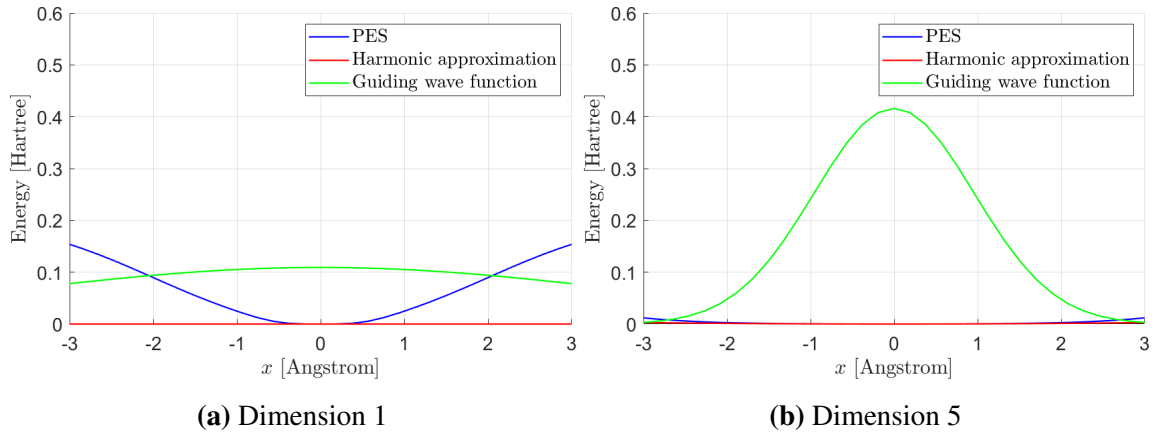 0.6
0.5
0.4
0.3
0.2
0.1
0
Energy [Hartree]
PES
Harmonic approximation
Guiding wave function
-3 -2 -1 0 1 2 3
x [Angstrom]
(a) Dimension 1
0.6
0.5
0.4
0.3
0.2
0.1
0
Energy [Hartree]
PES
Harmonic approximation
Guiding wave function
-3 -2 -1 0 1 2 3
x [Angstrom]
(b) Dimension 5